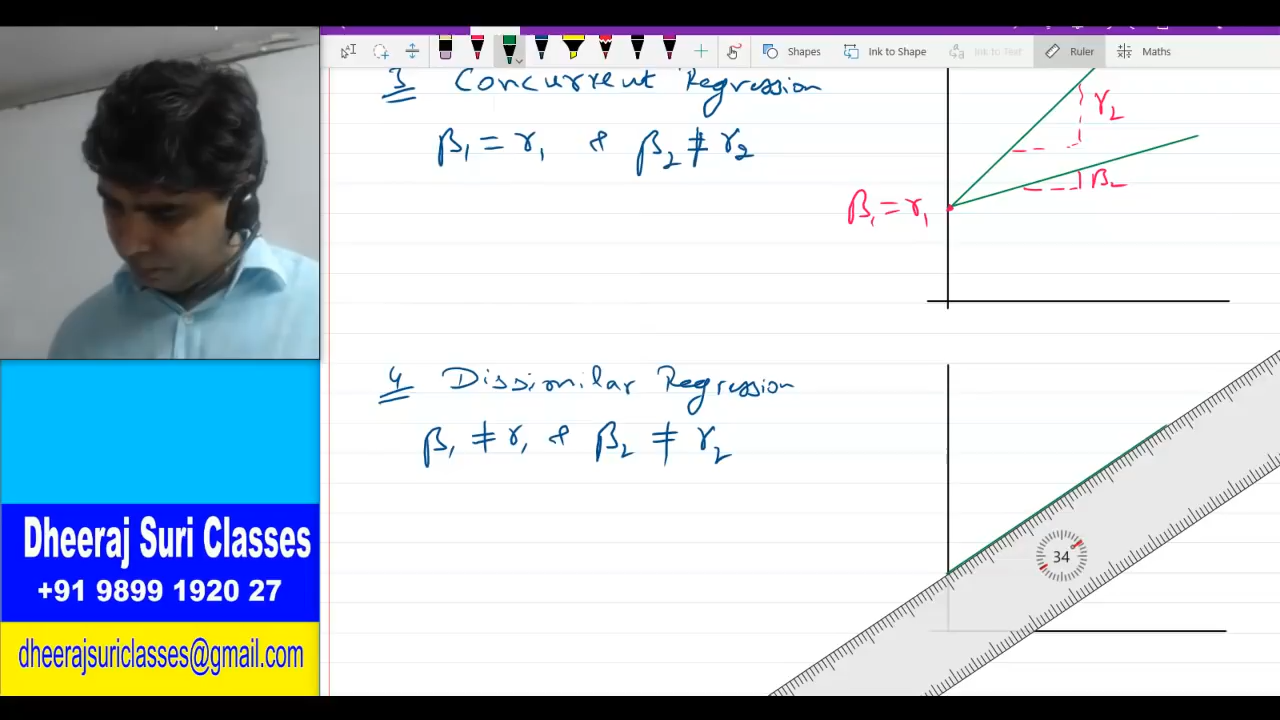 Shapes
Ink to Shape
Ink to Text
Ruler
Maths
3 Concurrent Regression
β₁ = γ₁ & β₂ ≠ γ₂
γ₂
β₂
β₁ = γ₁
4 Dissimilar Regression
β₁ ≠ γ₁ & β₂ ≠ γ₂
34
Dheeraj Suri Classes
+91 9899 1920 27
dheerajsuriclasses@gmail.com